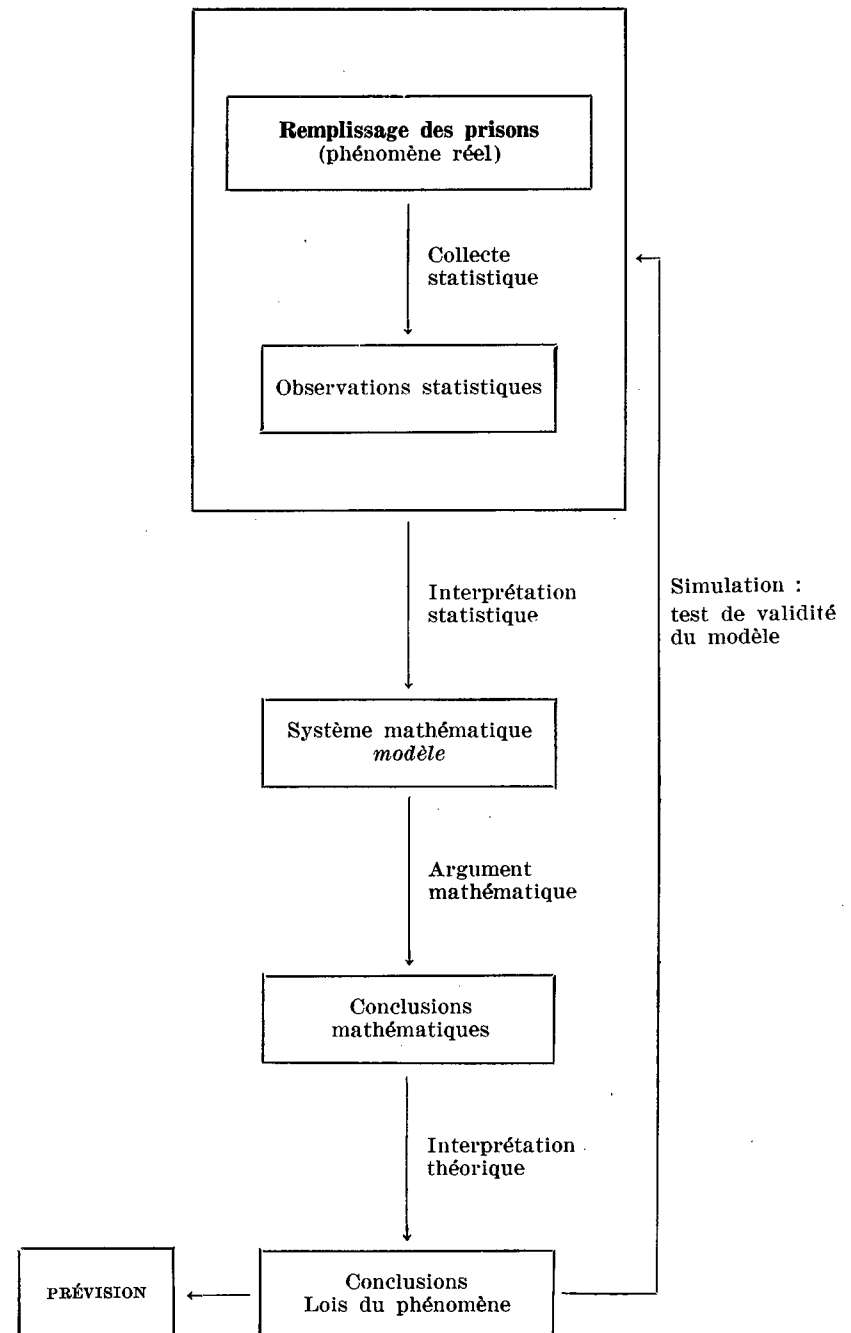 Remplissage des prisons
(phénomène réel)
Collecte
statistique
Observations statistiques
Interprétation
statistique
Simulation :
test de validité
du modèle
Système mathématique
modèle
Argument
mathématique
Conclusions
mathématiques
Interprétation
théorique
PRÉVISION
Conclusions
Lois du phénomène